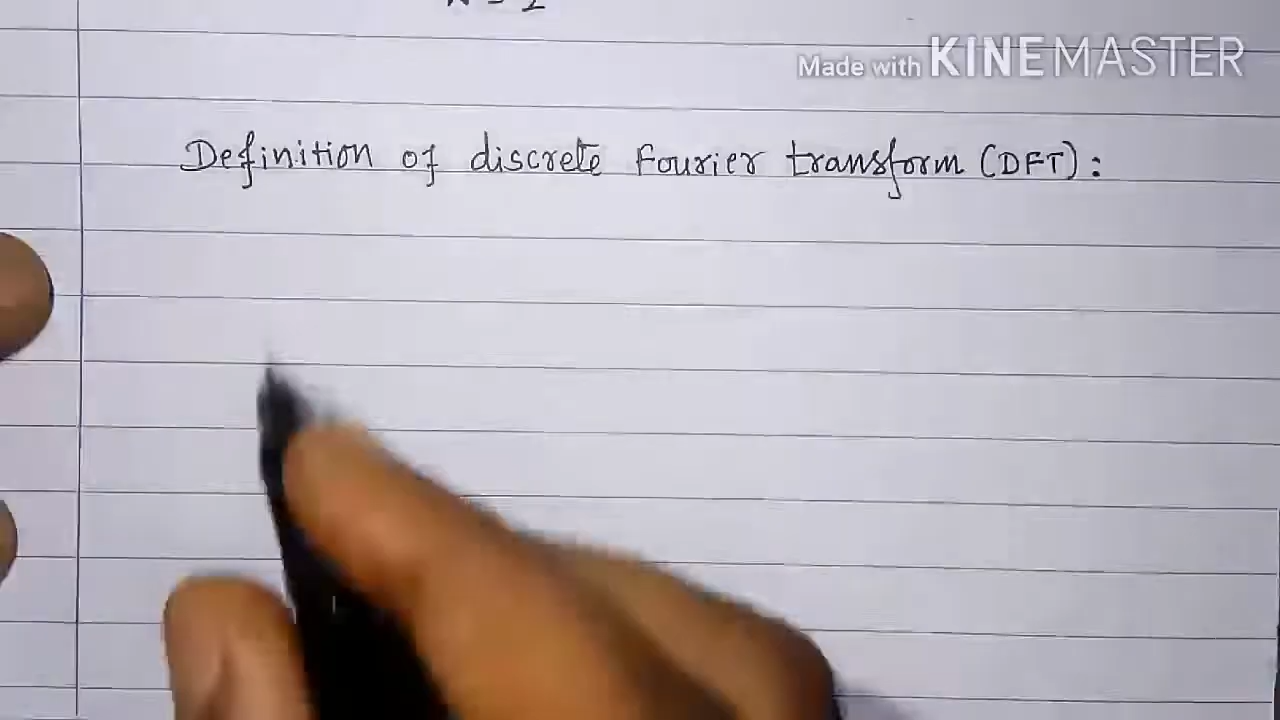 Made with KINEMASTER
Definition of discrete Fourier transform (DFT):